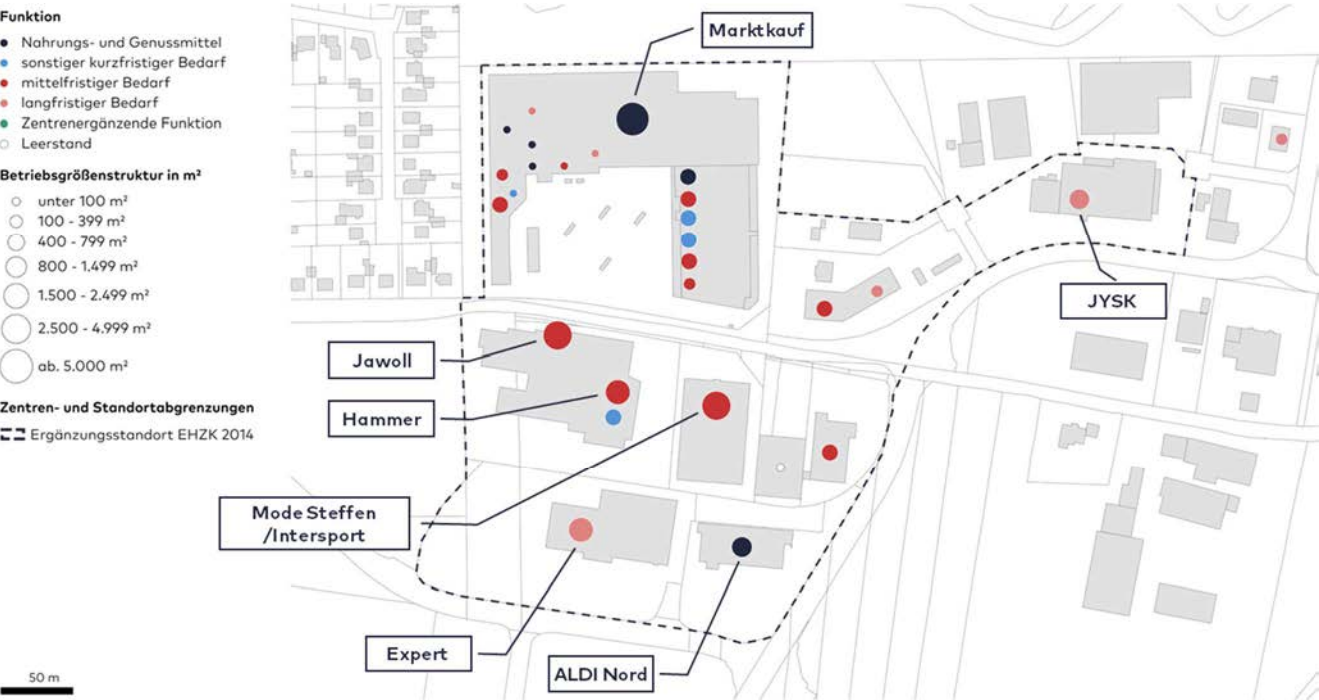 Funktion
Nahrungs- und Genussmittel
sonstiger kurzfristiger Bedarf
mittelfristiger Bedarf
langfristiger Bedarf
Zentrenergänzende Funktion
Leerstand
Betriebsgrößenstruktur in m²
unter 100 m²
100 - 399 m²
400 - 799 m²
800 - 1.499 m²
1.500 - 2.499 m²
2.500 - 4.999 m²
ab. 5.000 m²
Zentren- und Standortabgrenzungen
Ergänzungsstandort EHZK 2014
50 m
Marktkauf
JYSK
Jawoll
Hammer
Mode Steffen
/Intersport
Expert
ALDI Nord